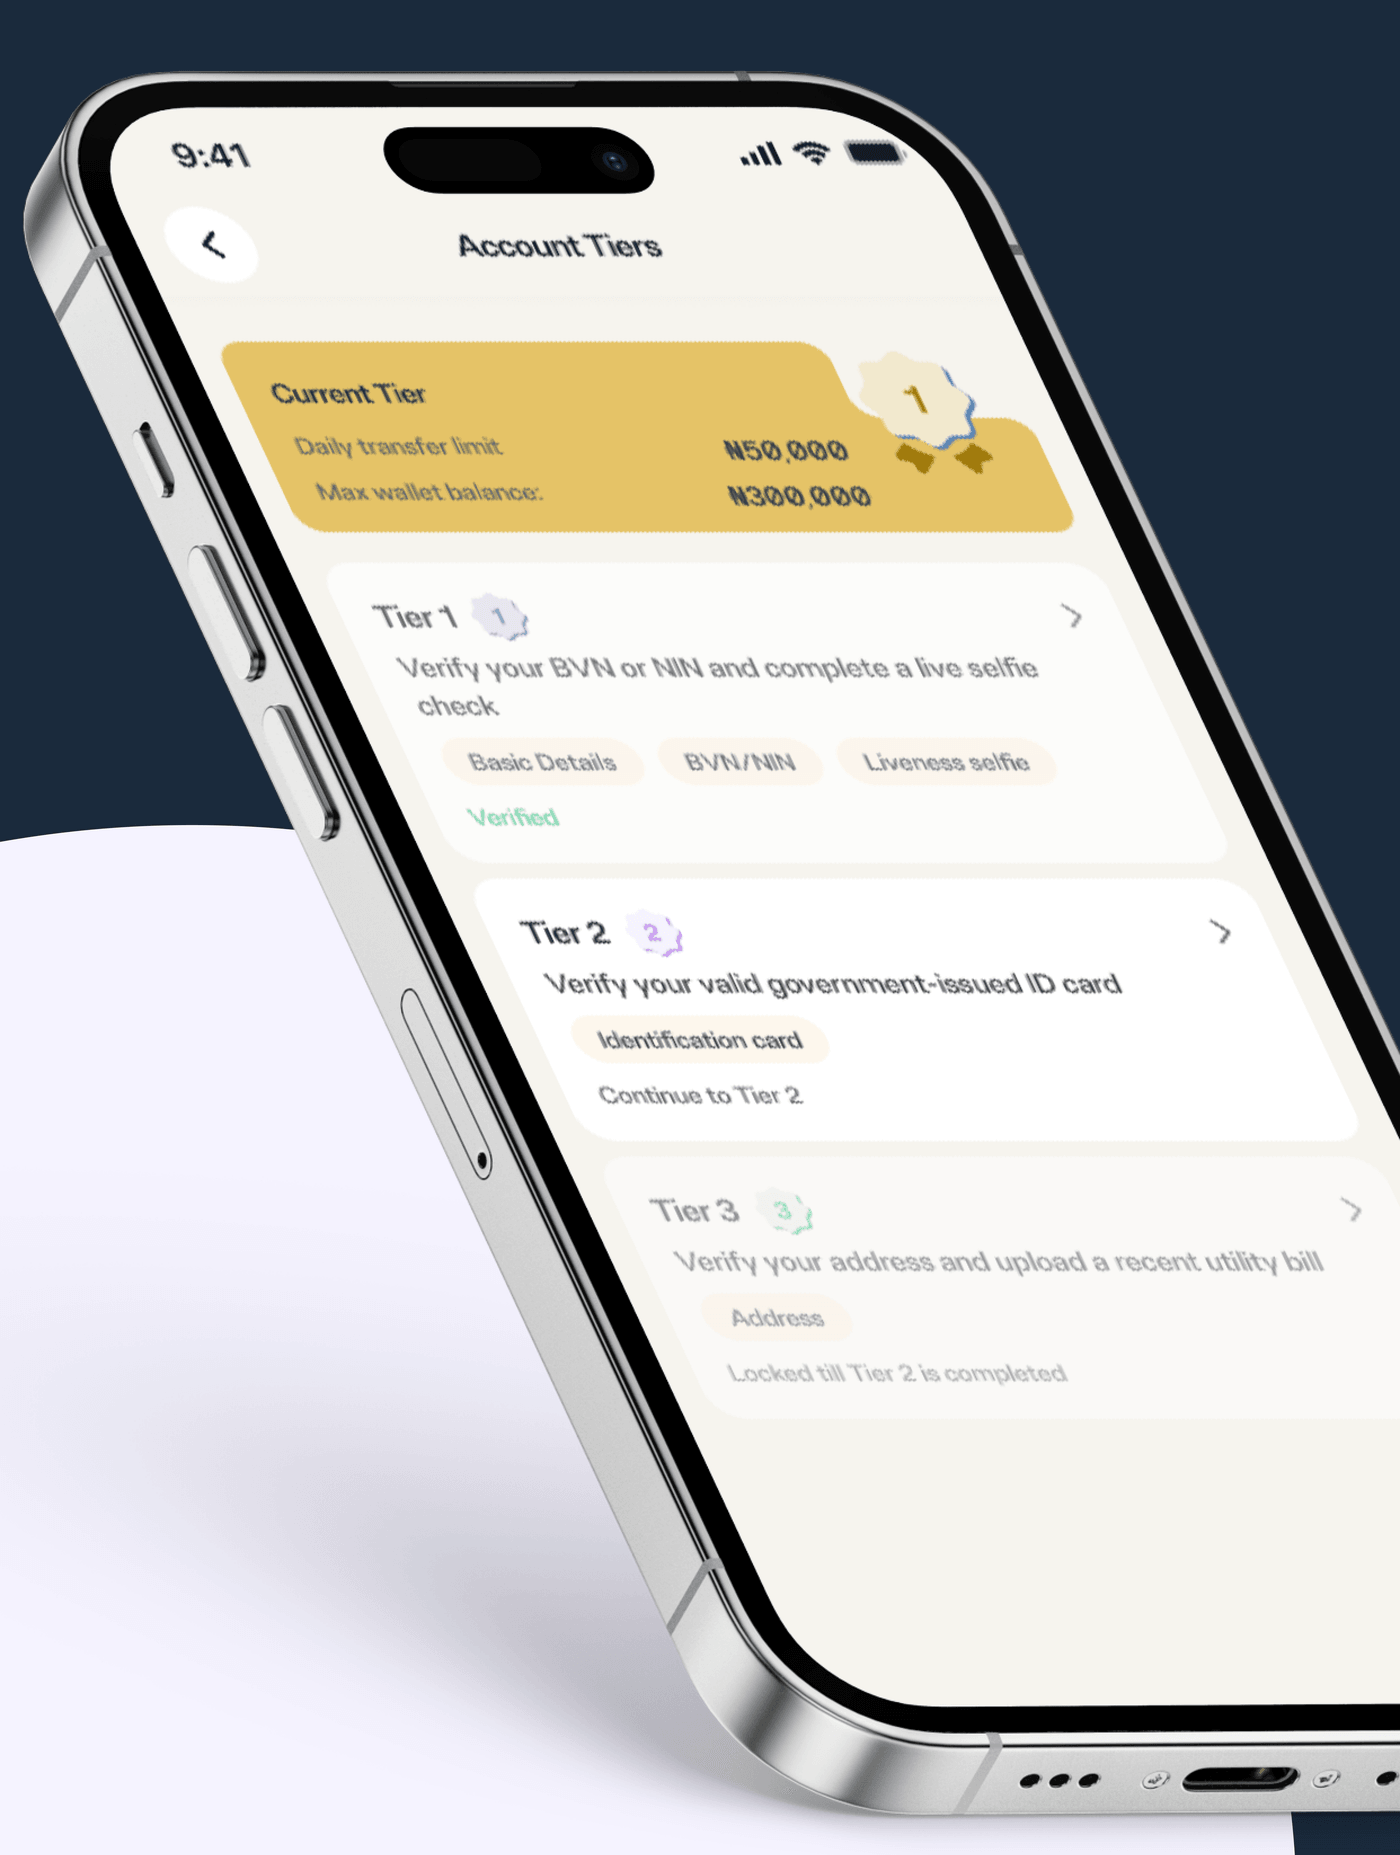 9:41
Account Tiers
Current Tier
1
Daily transfer limit
₦50,000
Max wallet balance:
₦300,000
Tier 1
1
Verify your BVN or NIN and complete a live selfie
check
Basic Details
BVN/NIN
Liveness selfie
Verified
Tier 2
2
Verify your valid government-issued ID card
Identification card
Continue to Tier 2
Tier 3
3
Verify your address and upload a recent utility bill
Address
Locked till Tier 2 is completed